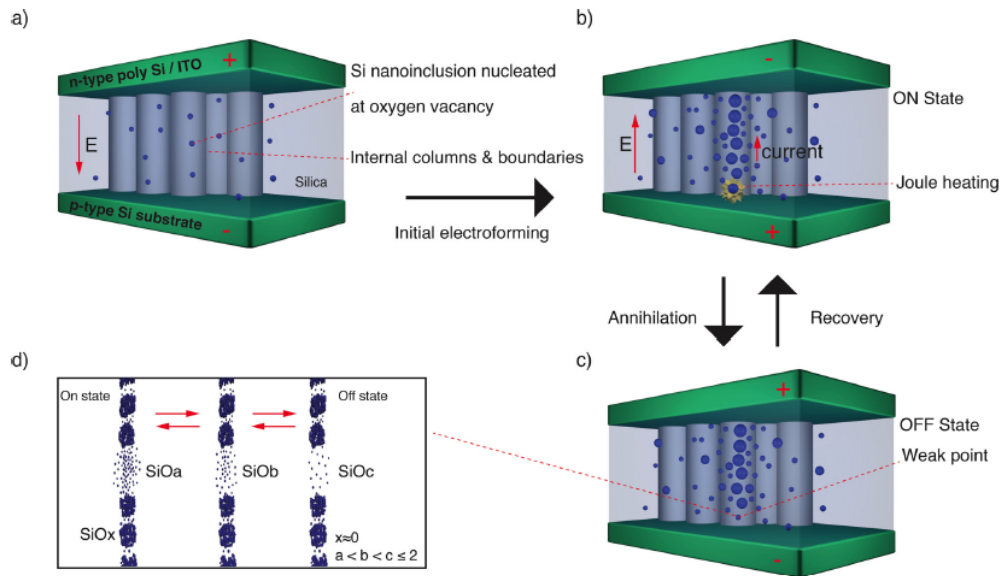 a)
n-type poly Si / ITO
+
E
Silica
p-type Si substrate
-
Si nanoinclusion nucleated
at oxygen vacancy
Internal columns & boundaries
Initial electroforming
b)
-
ON State
E
current
Joule heating
+
Annihilation
Recovery
c)
+
OFF State
Weak point
-
d)
On state
Off state
SiOa
SiOb
SiOc
SiOx
x≈0
a < b < c ≤ 2